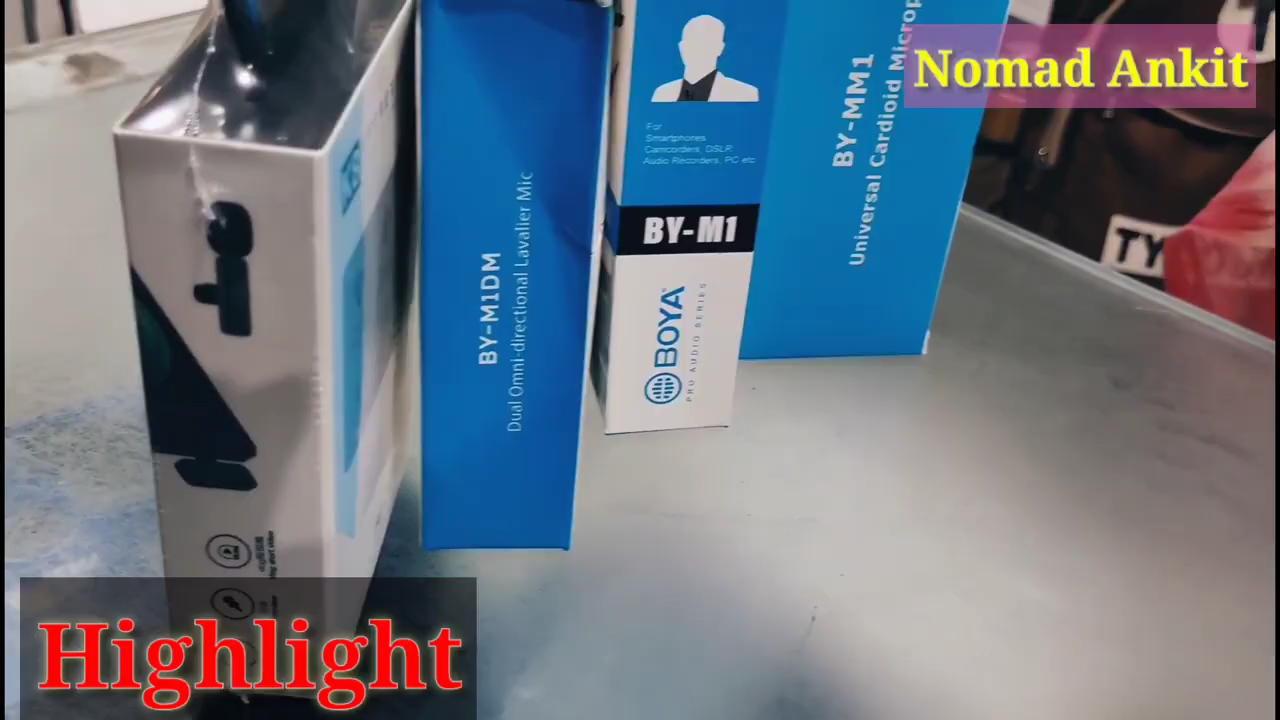 Nomad Ankit
For
Smartphones
Camcorders, DSLR
Audio Recorders, PC etc
BY-M1
BOYA
PRO AUDIO SERIES
BY-M1DM
Dual Omni-directional Lavalier Mic
BY-MM1
Universal Cardioid
TY
Highlight